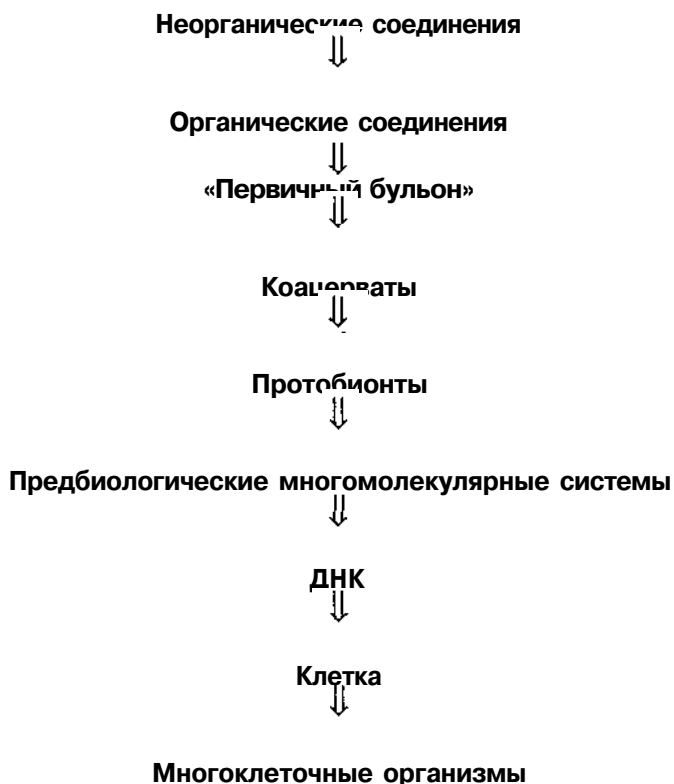 Неорганические соединения
Органические соединения
«Первичный бульон»
Коацерваты
Протобионты
Предбиологические многомолекулярные системы
ДНК
Клетка
Многоклеточные организмы